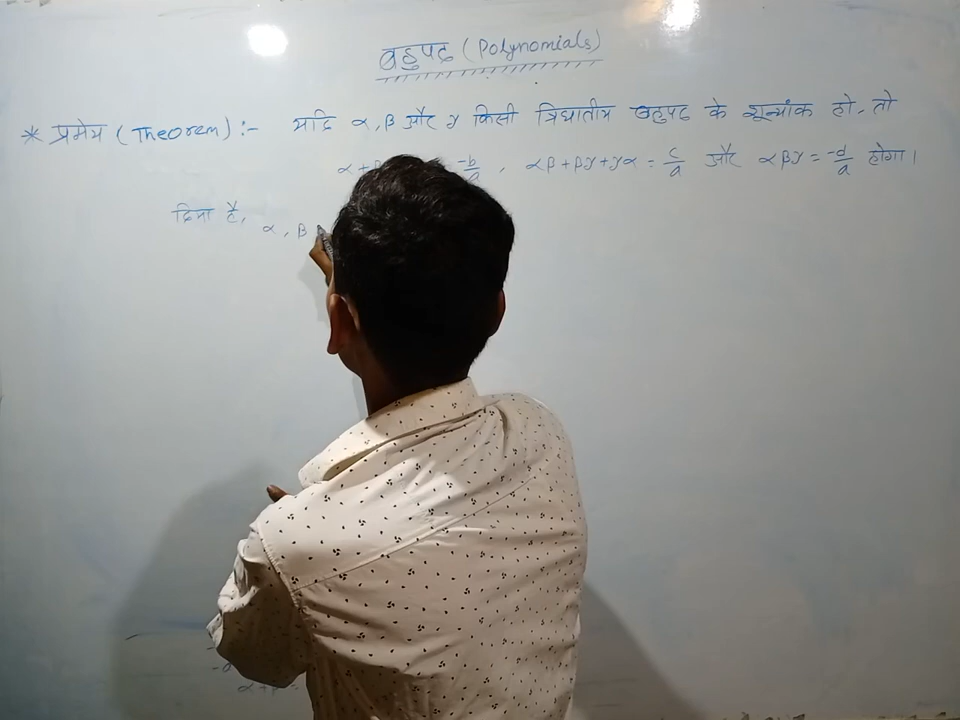 बहुपद (Polynomials)
* प्रमेय (Theorem) :- यदि α, β और γ किसी त्रिघातीय बहुपद के शून्यांक हो, तो
α + β -b/a , αβ + βγ + γα = c/a और αβγ = -d/a होगा।
दिया है, α, β
α +